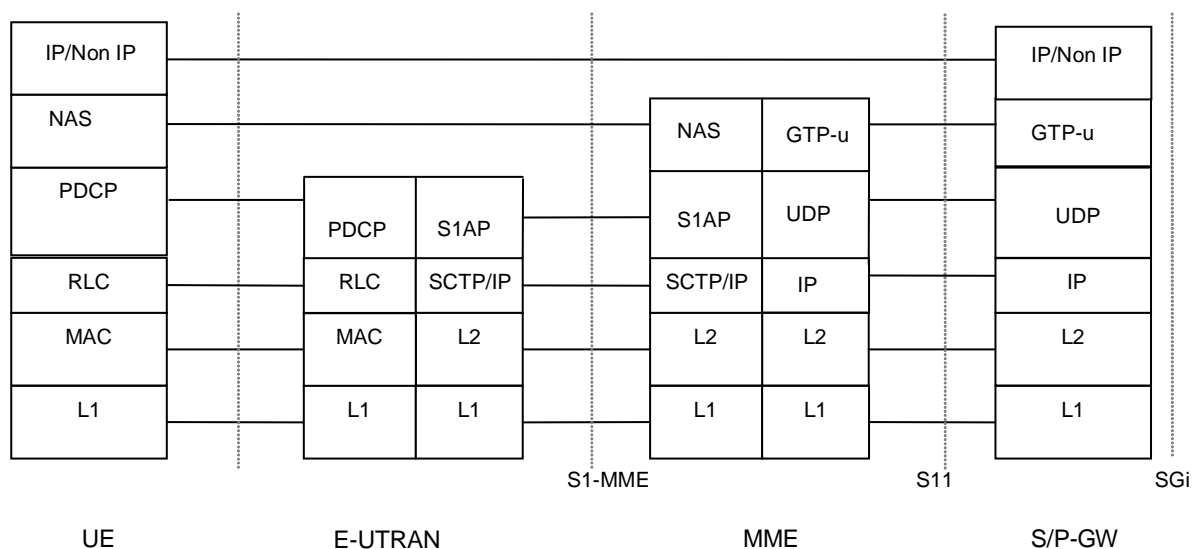 IP/Non IP
IP/Non IP
NAS
NAS
GTP-u
GTP-u
PDCP
PDCP
S1AP
S1AP
UDP
UDP
RLC
RLC
SCTP/IP
SCTP/IP
IP
IP
MAC
MAC
L2
L2
L2
L2
L1
L1
L1
L1
L1
L1
S1-MME
S11
SGi
UE
E-UTRAN
MME
S/P-GW